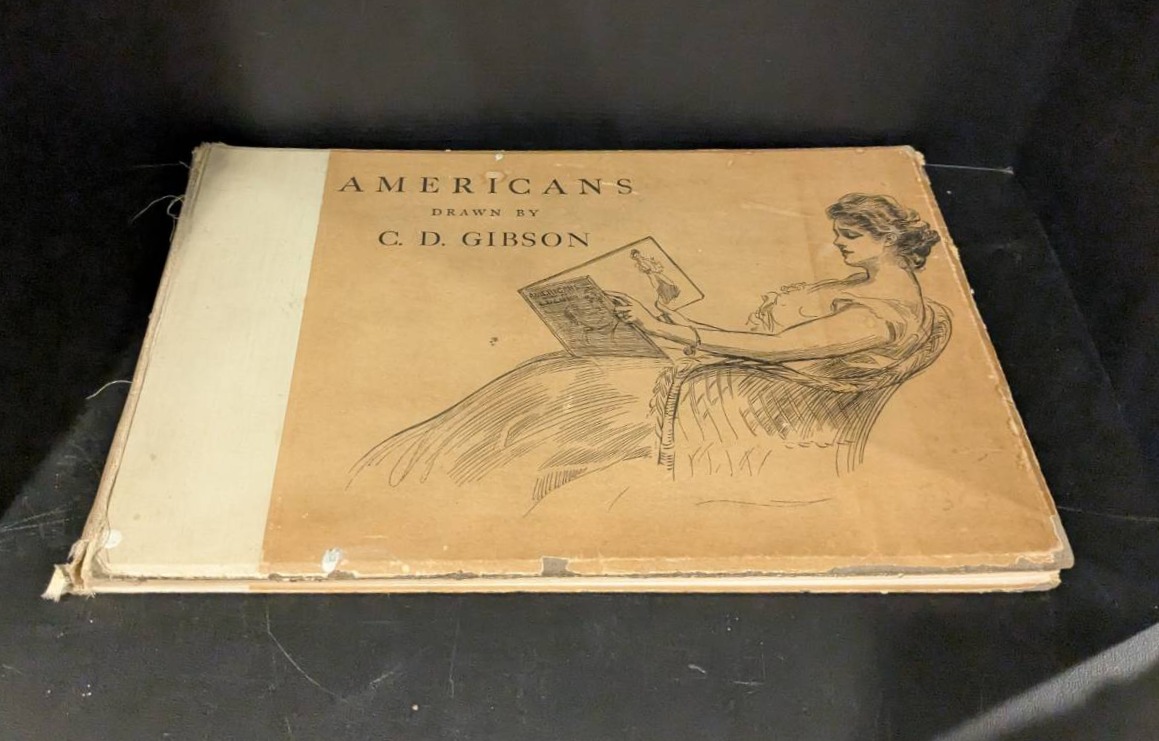 AMERICANS
DRAWN BY
C. D. GIBSON